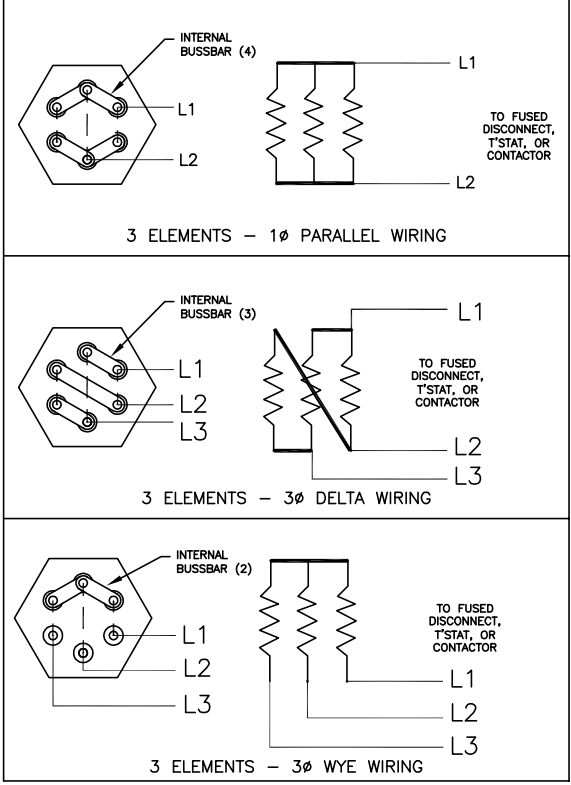 INTERNAL
BUSSBAR (4)
L1
L2
L1
L2
TO FUSED
DISCONNECT,
T'STAT, OR
CONTACTOR
3 ELEMENTS – 1ø PARALLEL WIRING
INTERNAL
BUSSBAR (3)
L1
L2
L3
L1
L2
L3
TO FUSED
DISCONNECT,
T'STAT, OR
CONTACTOR
3 ELEMENTS – 3ø DELTA WIRING
INTERNAL
BUSSBAR (2)
L1
L2
L3
L1
L2
L3
TO FUSED
DISCONNECT,
T'STAT, OR
CONTACTOR
3 ELEMENTS – 3ø WYE WIRING